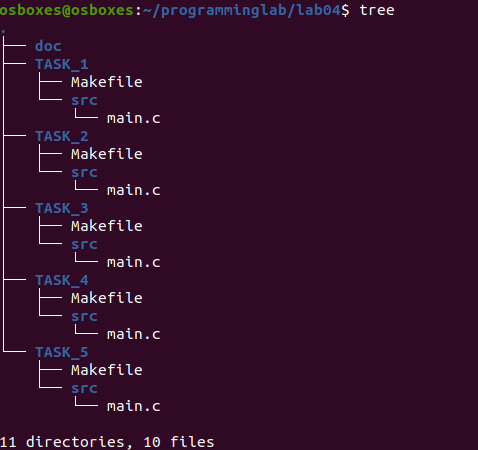 osboxes@osboxes:~/programminglab/lab04$ tree
.
├── doc
├── TASK_1
│   ├── Makefile
│   └── src
│       └── main.c
├── TASK_2
│   ├── Makefile
│   └── src
│       └── main.c
├── TASK_3
│   ├── Makefile
│   └── src
│       └── main.c
├── TASK_4
│   ├── Makefile
│   └── src
│       └── main.c
└── TASK_5
    ├── Makefile
    └── src
        └── main.c
11 directories, 10 files